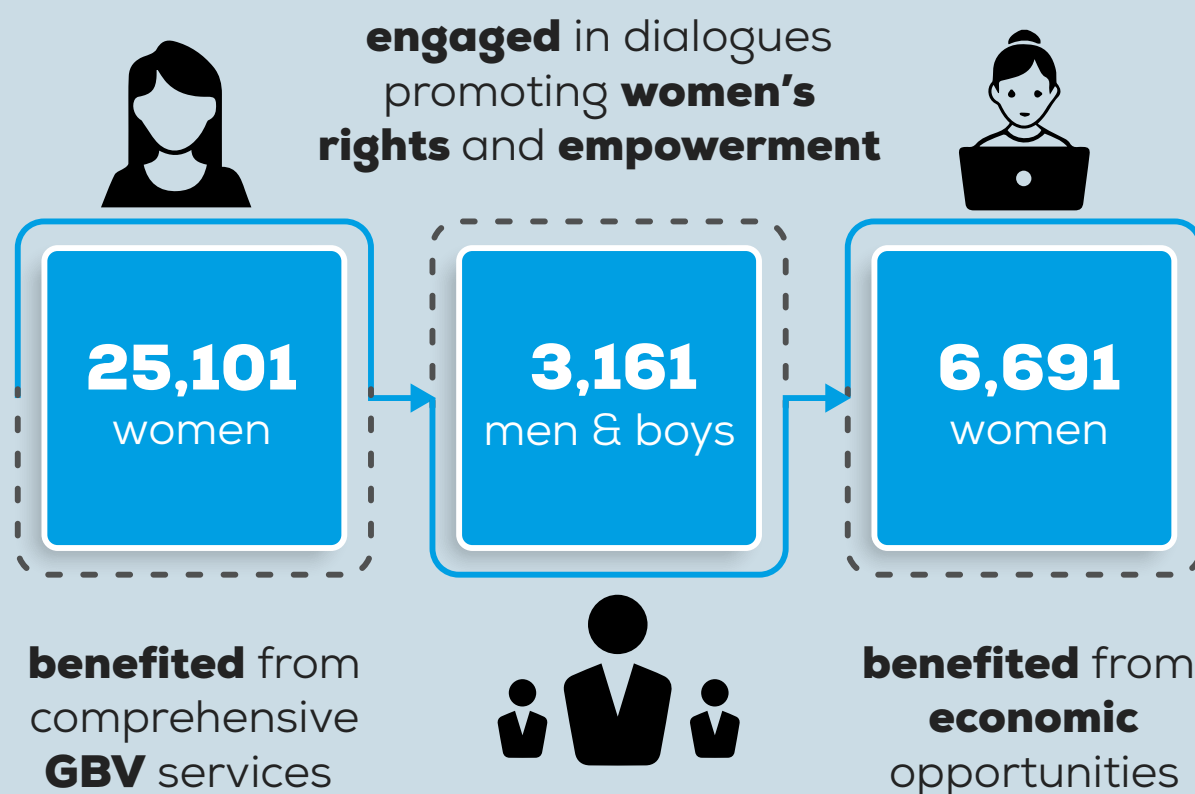 engaged in dialogues
promoting women's
rights and empowerment
25,101
women
benefited from
comprehensive
GBV services
3,161
men & boys
6,691
women
benefited from
economic
opportunities